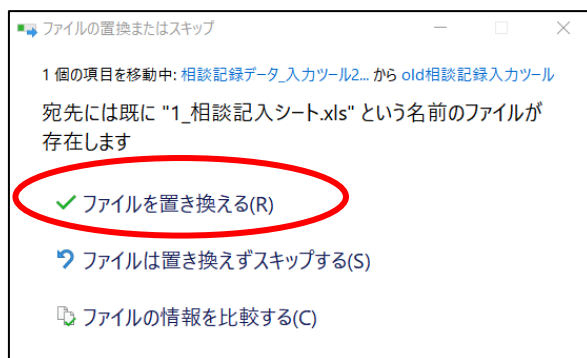 ファイルの置換またはスキップ
1 個の項目を移動中: 相談記録データ_入力ツール2... から old相談記録入力ツール
宛先には既に "1_相談記入シート.xls" という名前のファイルが
存在します
ファイルを置き換える(R)
ファイルは置き換えずスキップする(S)
ファイルの情報を比較する(C)